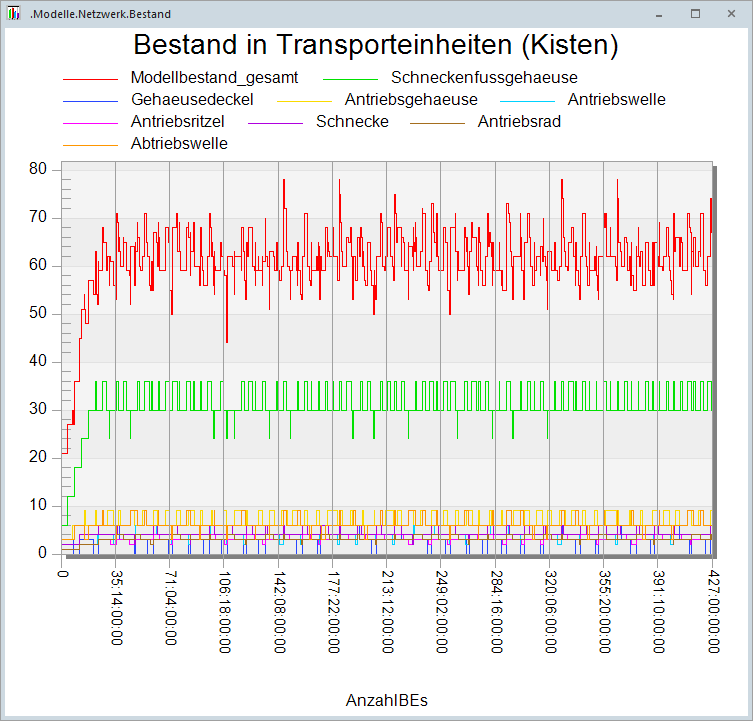 .Modelle.Netzwerk.Bestand
Bestand in Transporteinheiten (Kisten)
Modellbestand_gesamt Schneckenfussgehaeuse
Gehaeusedeckel Antriebsgehaeuse Antriebswelle
Antriebsritzel Schnecke Antriebsrad
Abtriebswelle
80
70
60
50
40
30
20
10
0
0 35:14:00:00 71:04:00:00 106:18:00:00 142:08:00:00 177:22:00:00 213:12:00:00 249:02:00:00 284:16:00:00 320:06:00:00 355:20:00:00 391:10:00:00 427:00:00:00
AnzahlBEs